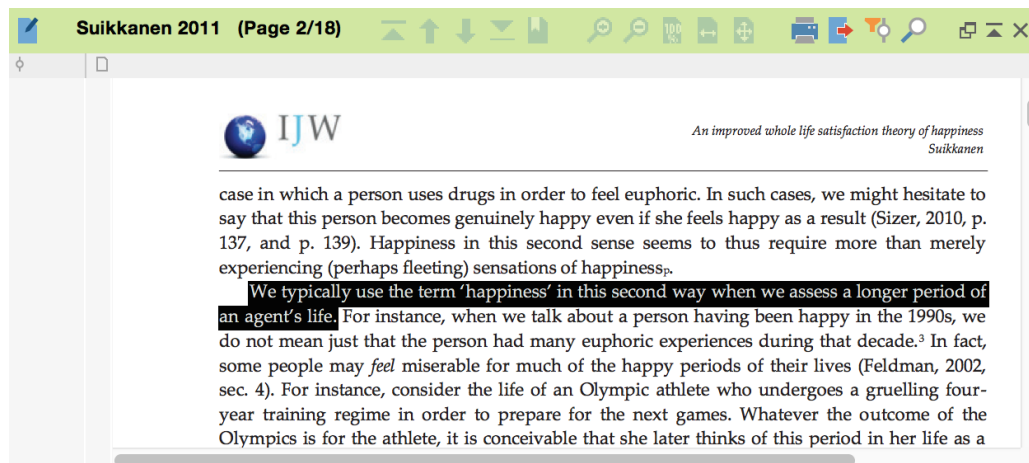 Suikkanen 2011 (Page 2/18)
100
%
IJW
An improved whole life satisfaction theory of happiness
Suikkanen
case in which a person uses drugs in order to feel euphoric. In such cases, we might hesitate to
say that this person becomes genuinely happy even if she feels happy as a result (Sizer, 2010, p.
137, and p. 139). Happiness in this second sense seems to thus require more than merely
experiencing (perhaps fleeting) sensations of happinessₚ.
We typically use the term ‘happiness’ in this second way when we assess a longer period of
an agent’s life. For instance, when we talk about a person having been happy in the 1990s, we
do not mean just that the person had many euphoric experiences during that decade.³ In fact,
some people may feel miserable for much of the happy periods of their lives (Feldman, 2002,
sec. 4). For instance, consider the life of an Olympic athlete who undergoes a gruelling four-
year training regime in order to prepare for the next games. Whatever the outcome of the
Olympics is for the athlete, it is conceivable that she later thinks of this period in her life as a